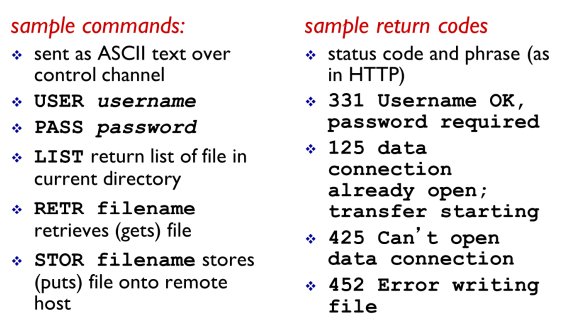 sample commands:
❖ sent as ASCII text over
control channel
❖ USER username
❖ PASS password
❖ LIST return list of file in
current directory
❖ RETR filename
retrieves (gets) file
❖ STOR filename stores
(puts) file onto remote
host
sample return codes
❖ status code and phrase (as
in HTTP)
❖ 331 Username OK,
password required
❖ 125 data
connection
already open;
transfer starting
❖ 425 Can’t open
data connection
❖ 452 Error writing
file